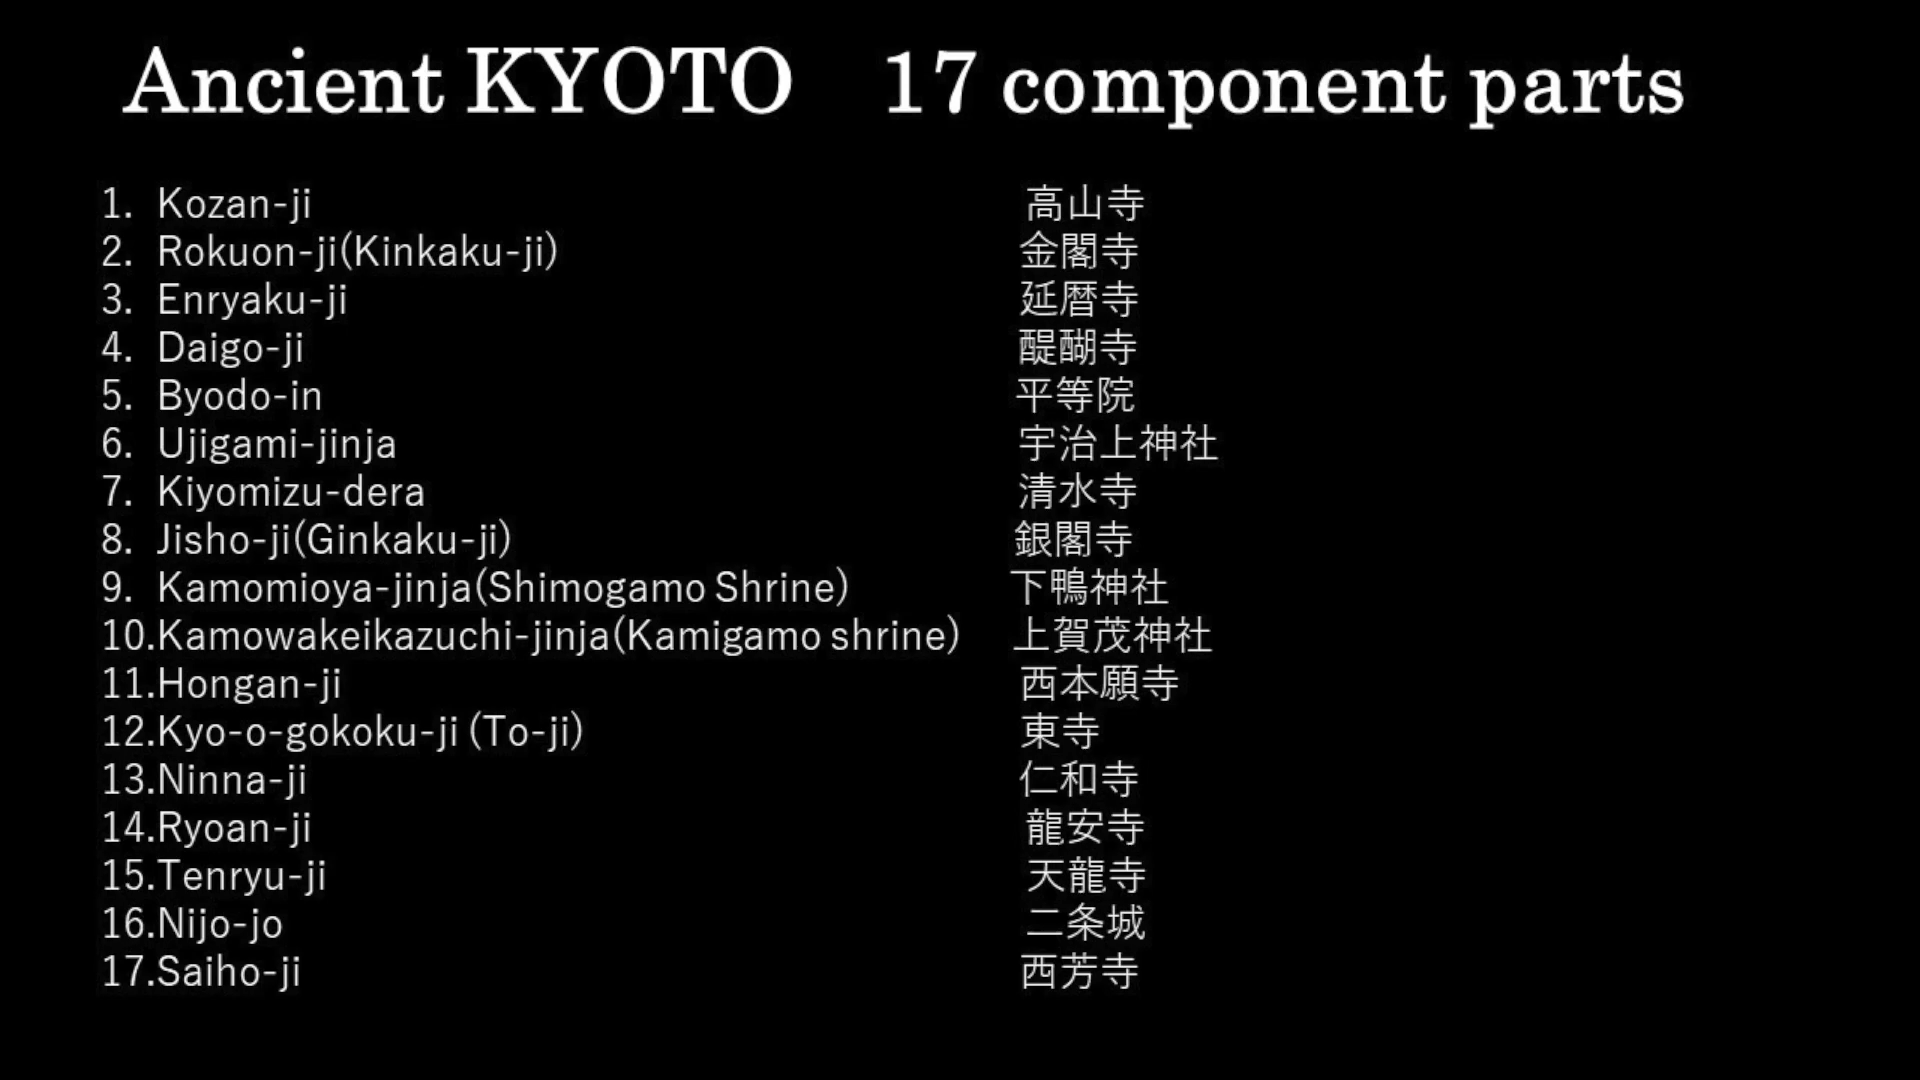 Ancient KYOTO 17 component parts
1. Kozan-ji 高山寺
2. Rokuon-ji(Kinkaku-ji) 金閣寺
3. Enryaku-ji 延暦寺
4. Daigo-ji 醍醐寺
5. Byodo-in 平等院
6. Ujigami-jinja 宇治上神社
7. Kiyomizu-dera 清水寺
8. Jisho-ji(Ginkaku-ji) 銀閣寺
9. Kamomioya-jinja(Shimogamo Shrine) 下鴨神社
10.Kamowakeikazuchi-jinja(Kamigamo shrine) 上賀茂神社
11.Hongan-ji 西本願寺
12.Kyo-o-gokoku-ji (To-ji) 東寺
13.Ninna-ji 仁和寺
14.Ryoan-ji 龍安寺
15.Tenryu-ji 天龍寺
16.Nijo-jo 二条城
17.Saiho-ji 西芳寺